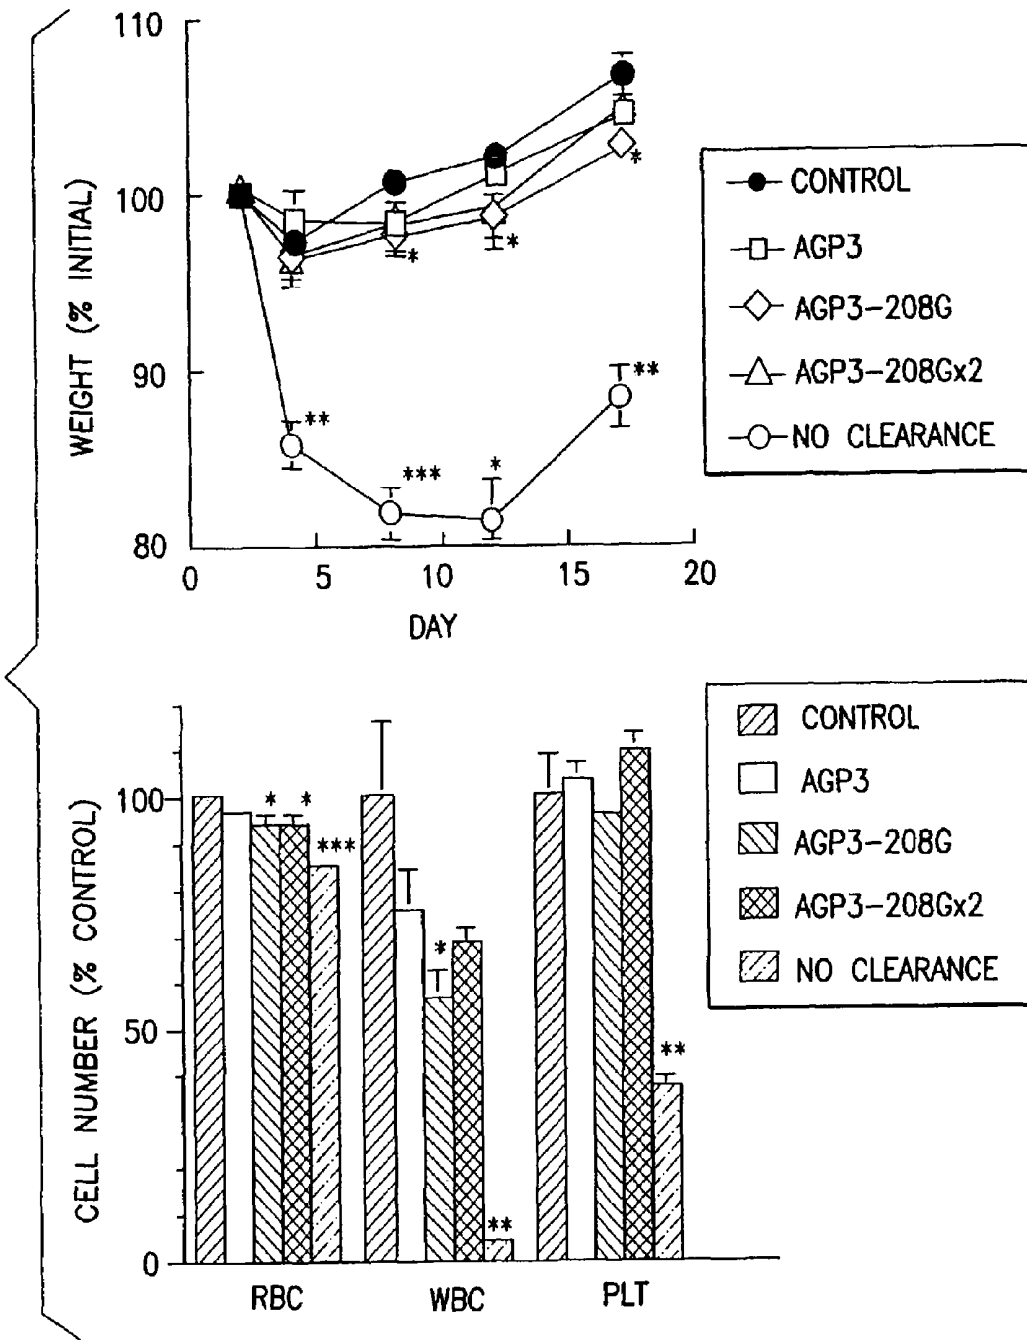 110
100
90
80
WEIGHT (% INITIAL)
0 5 10 15 20
DAY
*
*
*
**
***
*
**
CONTROL
AGP3
AGP3-208G
AGP3-208Gx2
NO CLEARANCE
100
50
0
CELL NUMBER (% CONTROL)
* * ***
*
**
**
RBC WBC PLT
CONTROL
AGP3
AGP3-208G
AGP3-208Gx2
NO CLEARANCE